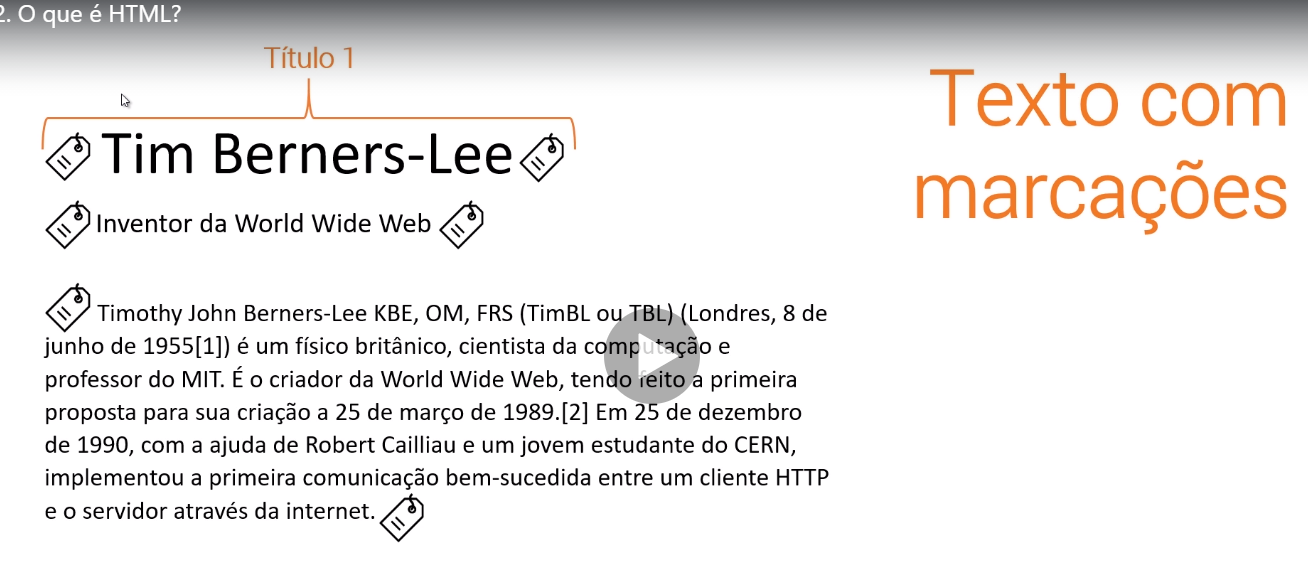 2. O que é HTML?
Título 1
Texto com
marcações
Tim Berners-Lee
Inventor da World Wide Web
Timothy John Berners-Lee KBE, OM, FRS (TimBL ou TBL) (Londres, 8 de
junho de 1955[1]) é um físico britânico, cientista da computação e
professor do MIT. É o criador da World Wide Web, tendo feito a primeira
proposta para sua criação a 25 de março de 1989.[2] Em 25 de dezembro
de 1990, com a ajuda de Robert Cailliau e um jovem estudante do CERN,
implementou a primeira comunicação bem-sucedida entre um cliente HTTP
e o servidor através da internet.